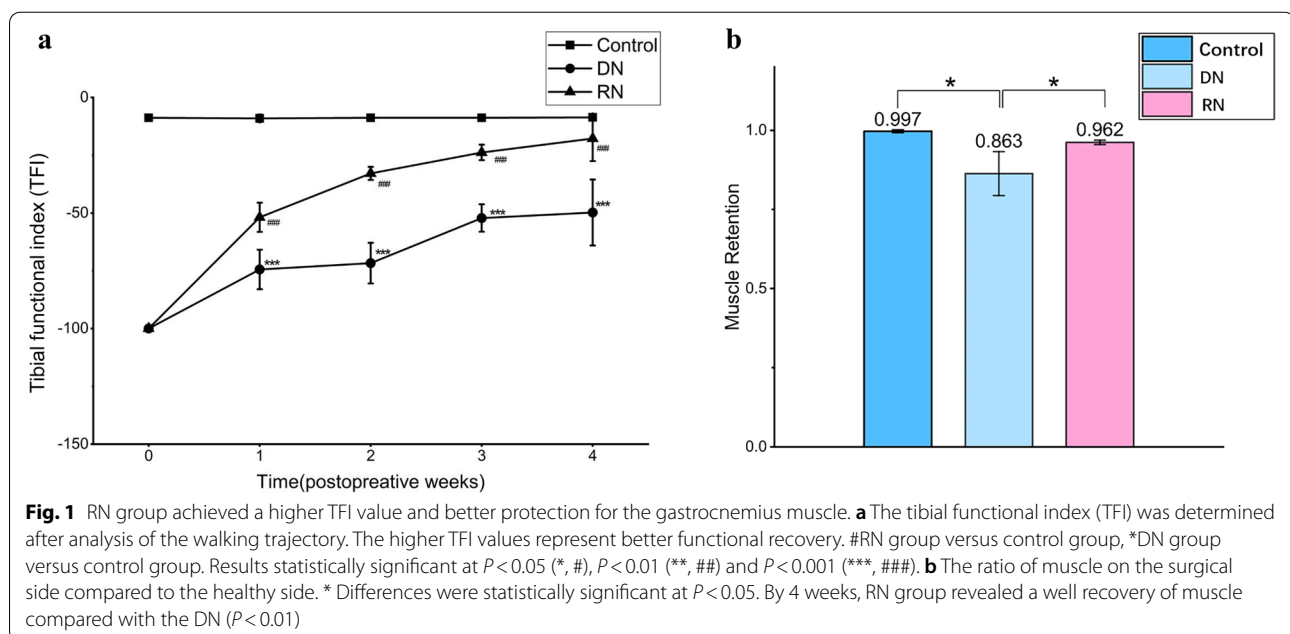 a
Control
DN
RN
0
-50
-100
-150
Tibial functional index (TFI)
###
###
###
###
***
***
***
***
0 1 2 3 4
Time(postopreative weeks)
b
Control
DN
RN
* *
0.997 0.863 0.962
1.0
0.5
0.0
Muscle Retention
Fig. 1 RN group achieved a higher TFI value and better protection for the gastrocnemius muscle. a The tibial functional index (TFI) was determined
after analysis of the walking trajectory. The higher TFI values represent better functional recovery. #RN group versus control group, *DN group
versus control group. Results statistically significant at P < 0.05 (*, #), P < 0.01 (**, ##) and P < 0.001 (***, ###). b The ratio of muscle on the surgical
side compared to the healthy side. * Differences were statistically significant at P < 0.05. By 4 weeks, RN group revealed a well recovery of muscle
compared with the DN (P < 0.01)